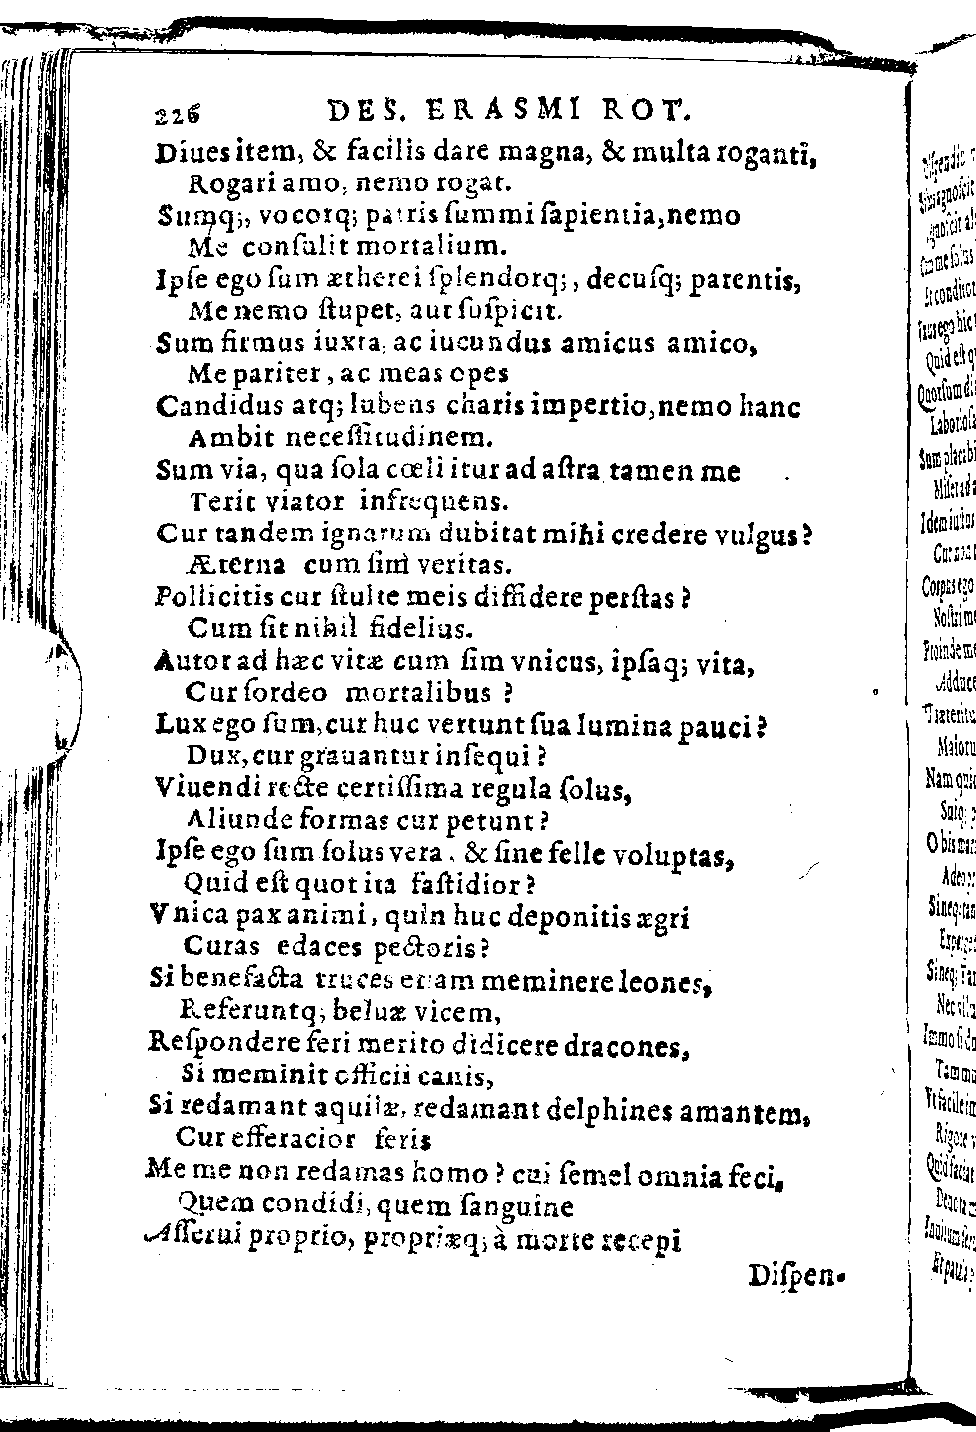 226 DES. ERASMI ROT.
Diues item, & facilis dare magna, & multa roganti,
Rogari amo, nemo rogat.
Sumq;, vocorq; patris ſummi ſapientia, nemo
Me conſulit mortalium.
Ipſe ego ſum ætherei ſplendorq;, decuſq; parentis,
Me nemo ſtupet, aut ſuſpicit.
Sum firmus iuxta, ac iucundus amicus amico,
Me pariter, ac meas opes
Candidus atq; lubens charis impertio, nemo hanc
Ambit neceſſitudinem.
Sum via, qua ſola cœli itur ad aſtra tamen me
Terit viator infrequens.
Cur tandem ignarum dubitat mihi credere vulgus?
Æterna cum ſim veritas.
Pollicitis cur ſtulte meis diffidere perſtas?
Cum ſit nihil fidelius.
Autor ad hæc vitæ cum ſim vnicus, ipſaq; vita,
Cur ſordeo mortalibus?
Lux ego ſum, cur huc vertunt ſua lumina pauci?
Dux, cur grauantur inſequi?
Viuendi recte certiſſima regula ſolus,
Aliunde formas cur petunt?
Ipſe ego ſum ſolus vera, & ſine felle voluptas,
Quid eſt quot ita faſtidior?
Vnica pax animi, quin huc deponitis ægri
Curas edaces pectoris?
Si benefacta truces etiam meminere leones,
Referuntq; beluæ vicem,
Reſpondere feri merito didicere dracones,
Si meminit officii canis,
Si redamant aquilæ, redamant delphines amantem,
Cur efferacior feris
Me me non redamas homo? cui ſemel omnia feci,
Quem condidi, quem ſanguine
Aſſerui proprio, propriæq; à morte recepi
Diſpen-